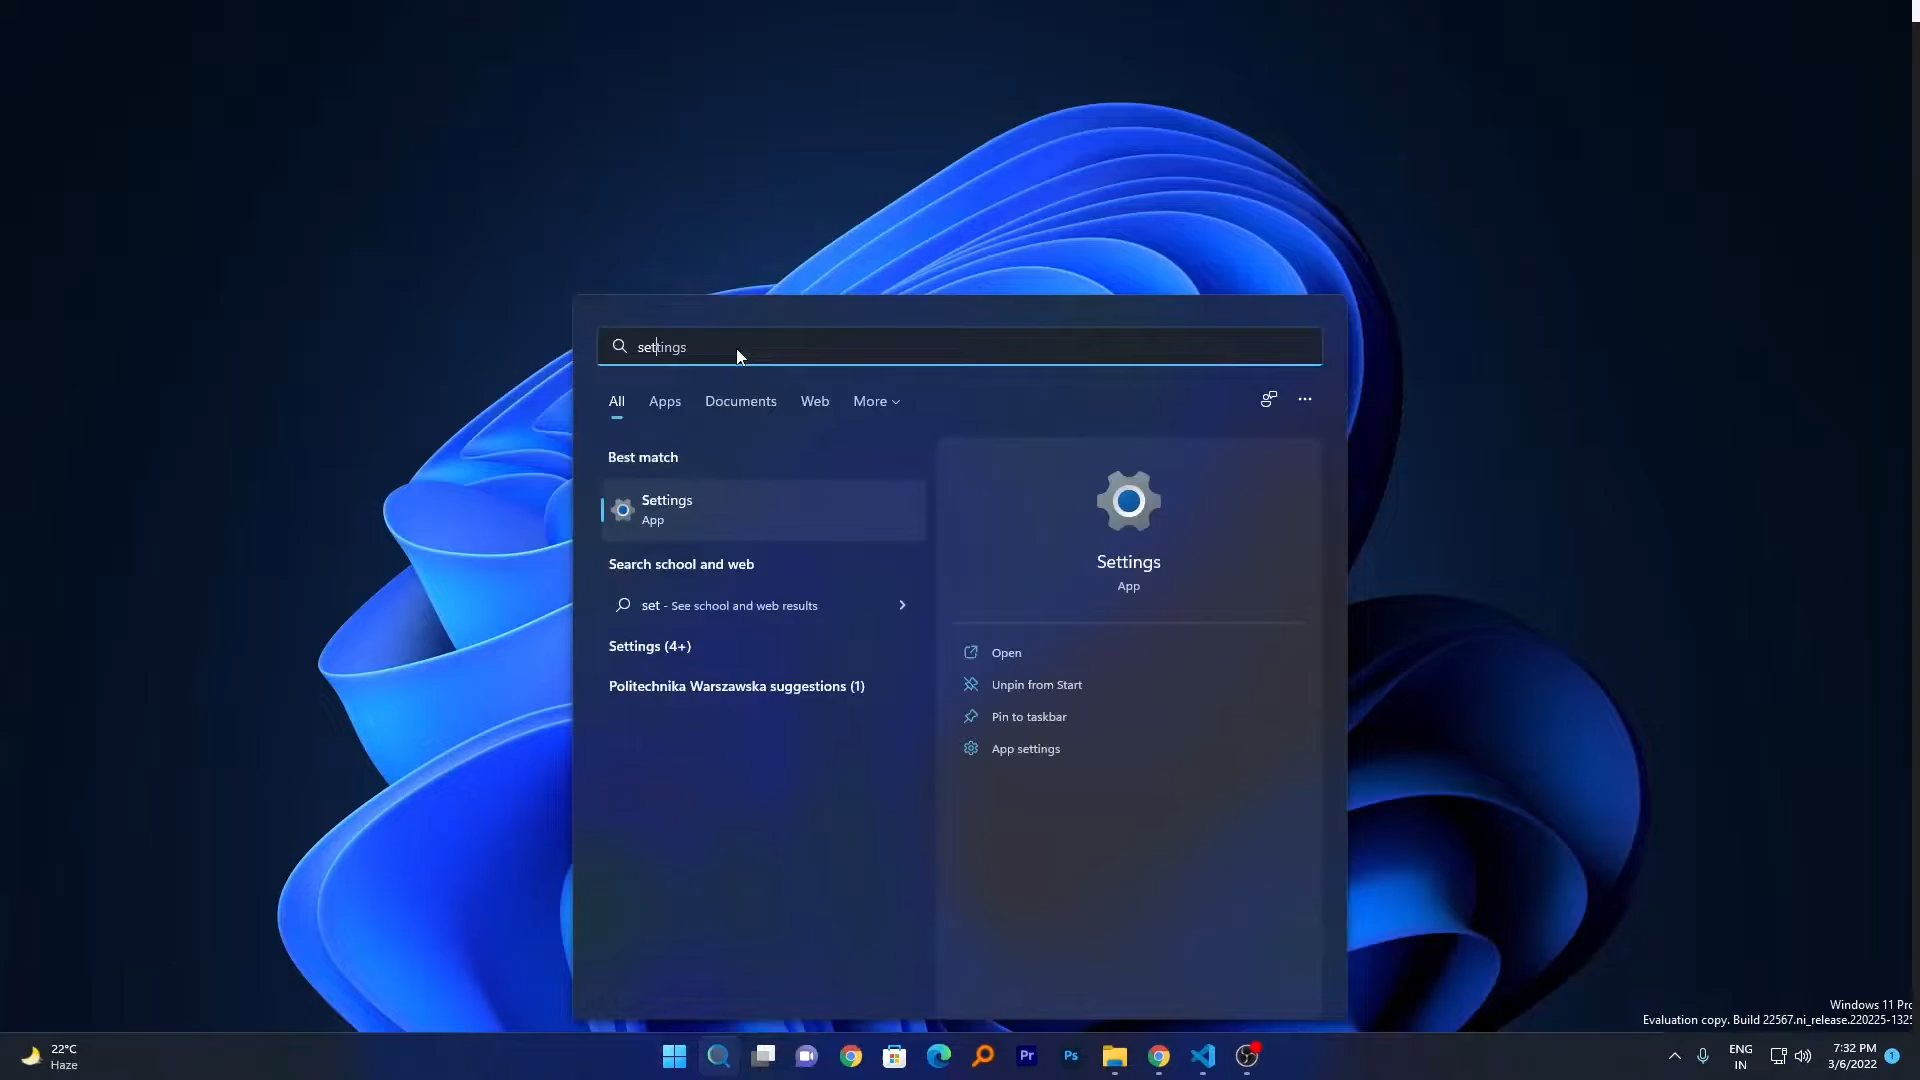 settings
All Apps Documents Web More
Best match
Settings
App
Search school and web
set - See school and web results
Settings (4+)
Politechnika Warszawska suggestions (1)
Settings
App
Open
Unpin from Start
Pin to taskbar
App settings
Windows 11 Pro
Evaluation copy. Build 22567.ni_release.220225-1325
22°C
Haze
Pr
Ps
ENG
IN
7:32 PM
3/6/2022
1